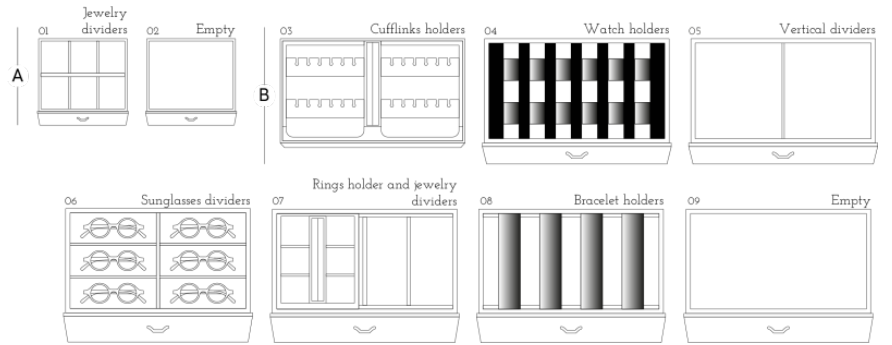 A
01
Jewelry
dividers
02
Empty
B
03
Cufflinks holders
04
Watch holders
05
Vertical dividers
06
Sunglasses dividers
07
Rings holder and jewelry
dividers
08
Bracelet holders
09
Empty